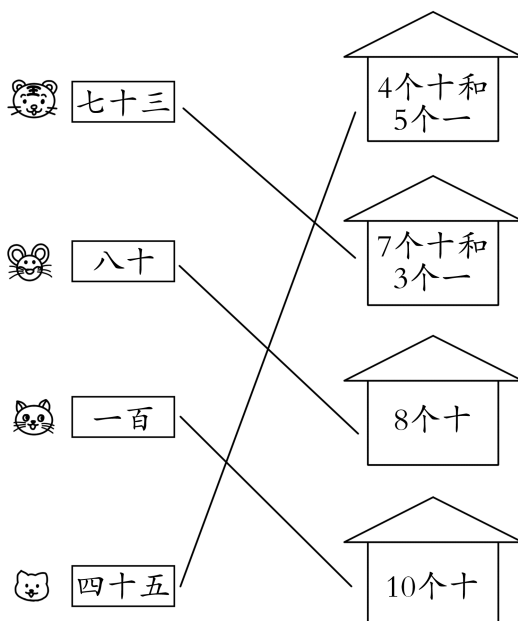 七十三
4个十和
5个一
八十
7个十和
3个一
一百
8个十
四十五
10个十